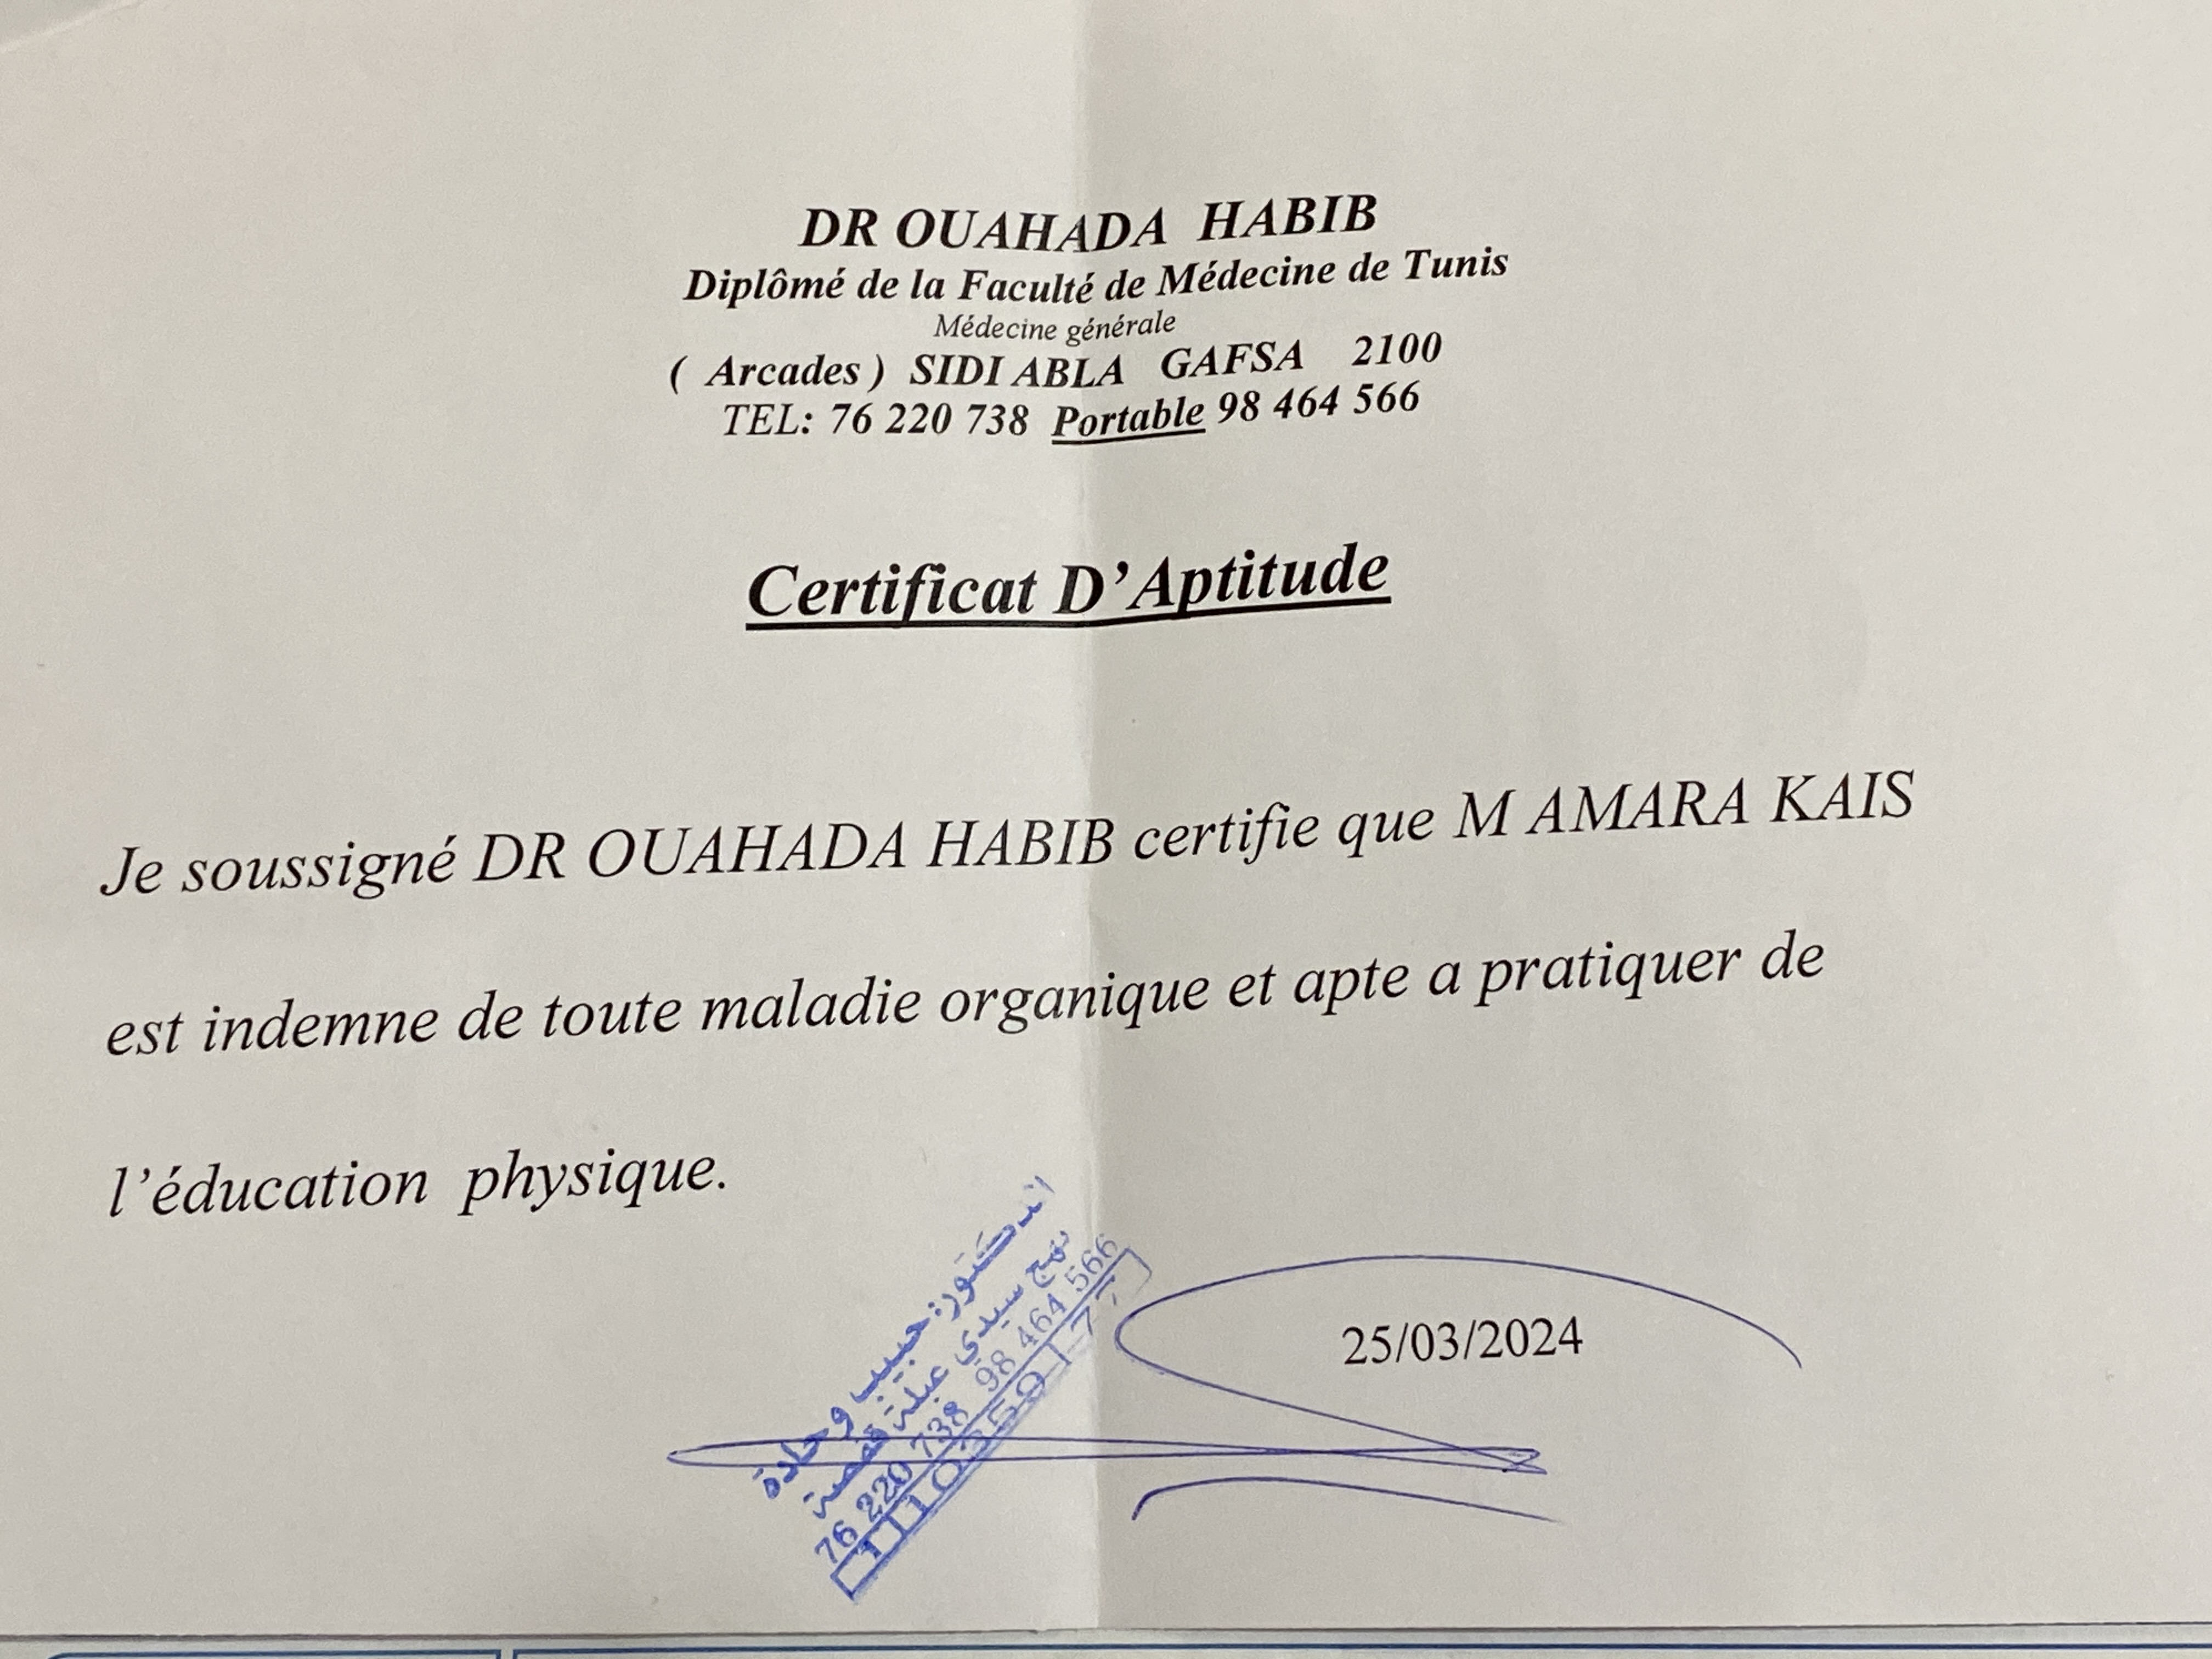 DR OUAHADA HABIB
Diplômé de la Faculté de Médecine de Tunis
Médecine générale
( Arcades ) SIDI ABLA GAFSA 2100
TEL: 76 220 738 Portable 98 464 566
Certificat D’Aptitude
Je soussigné DR OUAHADA HABIB certifie que M AMARA KAIS
est indemne de toute maladie organique et apte a pratiquer de
l’éducation physique.
الدكتور: حبيب وحادة
نهج سيدي عبلة قفصة
76 220 738 98 464 566
25/03/2024